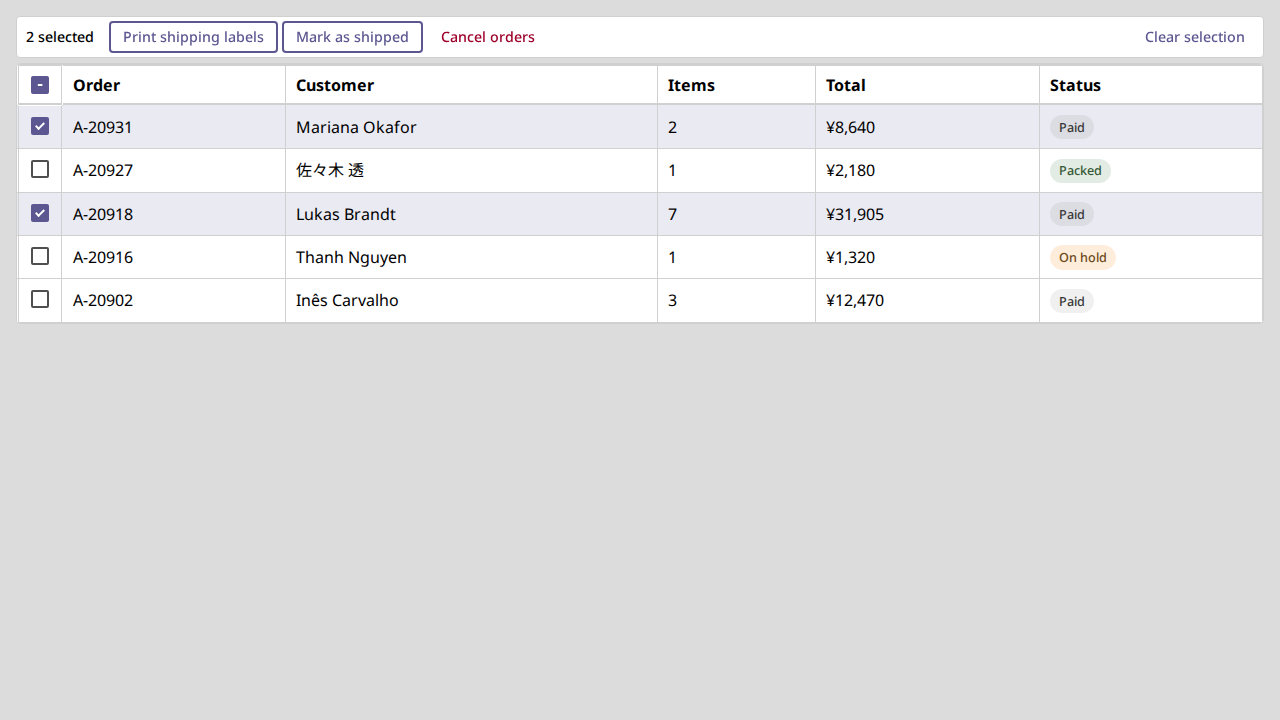 2 selected Print shipping labels Mark as shipped Cancel orders Clear selection
Order Customer Items Total Status
A-20931 Mariana Okafor 2 ¥8,640 Paid
A-20927 佐々木 透 1 ¥2,180 Packed
A-20918 Lukas Brandt 7 ¥31,905 Paid
A-20916 Thanh Nguyen 1 ¥1,320 On hold
A-20902 Inês Carvalho 3 ¥12,470 Paid